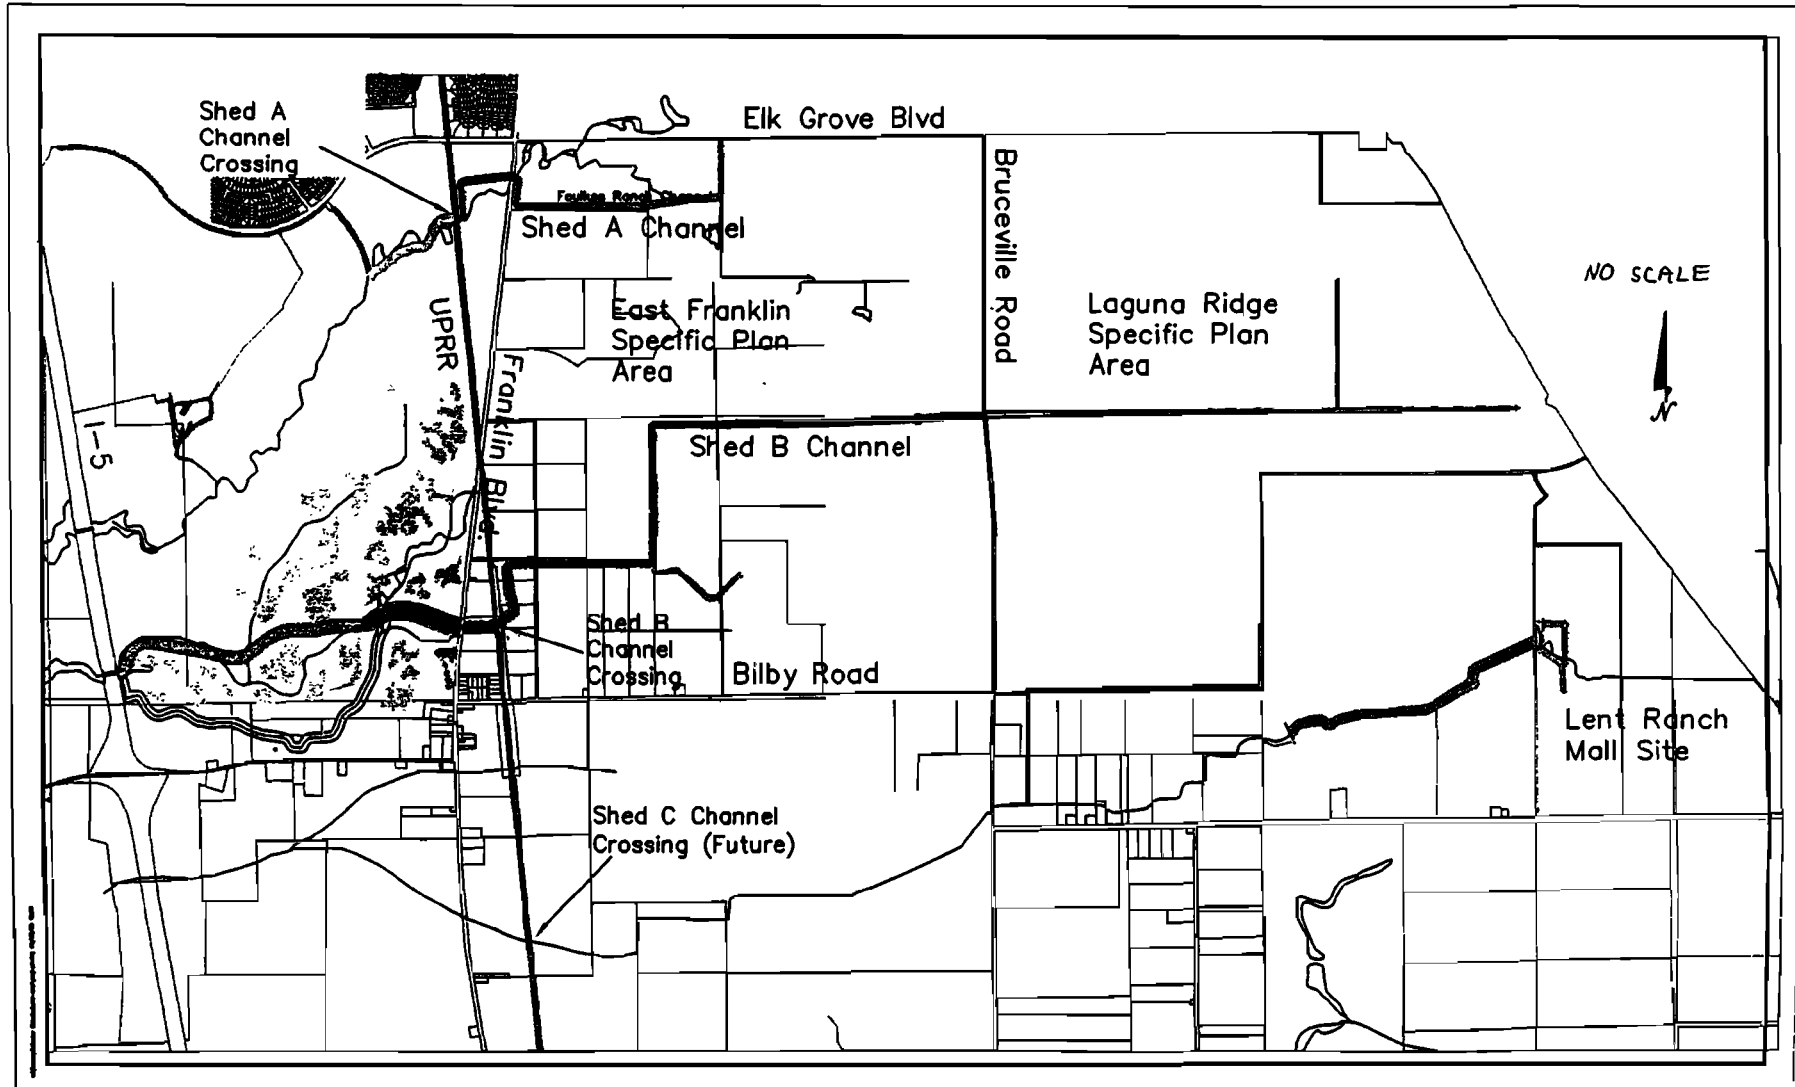 Shed A
Channel
Crossing
Elk Grove Blvd
Bruceville Road
Shed A Channel
UPRR
Franklin Blvd.
East Franklin
Specific Plan
Area
Laguna Ridge
Specific Plan
Area
NO SCALE
N
I-5
Shed B Channel
Shed B
Channel
Crossing
Bilby Road
Lent Ranch
Mall Site
Shed C Channel
Crossing (Future)